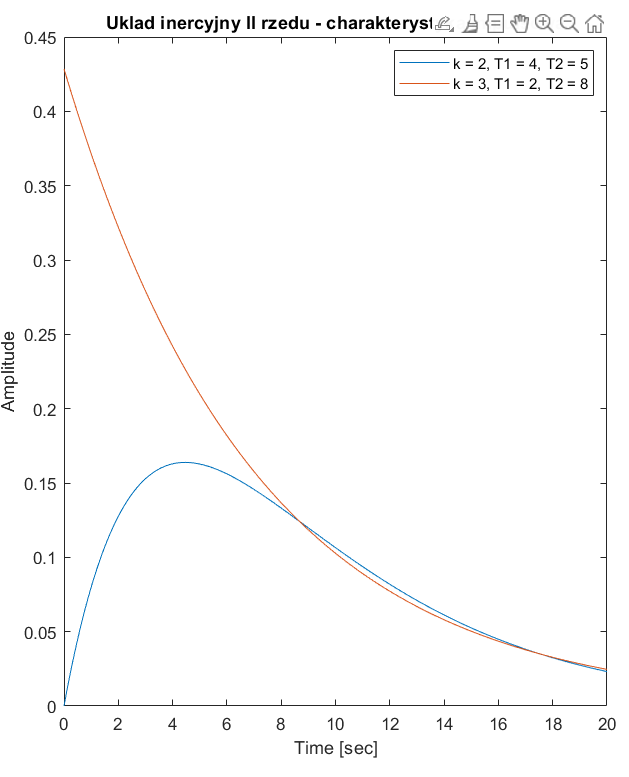 Uklad inercyjny II rzedu - charakteryst
k = 2, T1 = 4, T2 = 5
k = 3, T1 = 2, T2 = 8
0.45
0.4
0.35
0.3
0.25
0.2
0.15
0.1
0.05
0
Amplitude
0 2 4 6 8 10 12 14 16 18 20
Time [sec]